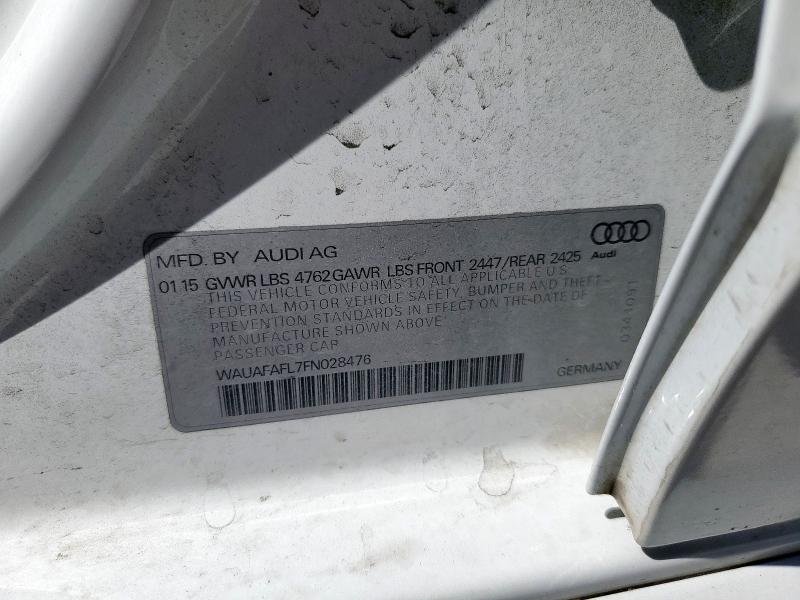 MFD. BY AUDI AG
Audi
01 15 GVWR LBS 4762 GAWR LBS FRONT 2447/REAR 2425
THIS VEHICLE CONFORMS TO ALL APPLICABLE U.S.
FEDERAL MOTOR VEHICLE SAFETY, BUMPER AND THEFT
PREVENTION STANDARDS IN EFFECT ON THE DATE OF
MANUFACTURE SHOWN ABOVE
PASSENGER CAR
WAUAFAFL7FN028476
GERMANY